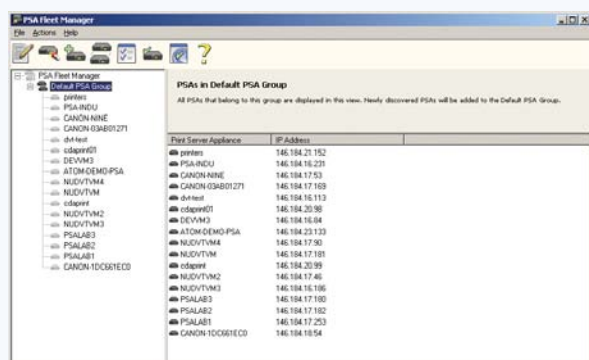 PSA Fleet Manager
File Actions Help
PSA Fleet Manager
Default PSA Group
printers
PSA-INDU
CANON-NINE
CANON-03AB01271
dvt-test
cdaprint01
DEVVM3
ATOM-DEMO-PSA
NUDVTVM4
NUDVTVM
cdaprint
NUDVTVM2
NUDVTVM3
PSALAB3
PSALAB2
PSALAB1
CANON-1DC661EC0
PSAs in Default PSA Group
All PSAs that belong to this group are displayed in this view. Newly discovered PSAs will be added to the Default PSA Group.
Print Server Appliance IP Address
printers 146.184.21.152
PSA-INDU 146.184.16.231
CANON-NINE 146.184.17.53
CANON-03AB01271 146.184.17.169
dvt-test 146.184.16.113
cdaprint01 146.184.20.98
DEVVM3 146.184.16.84
ATOM-DEMO-PSA 146.184.23.133
NUDVTVM4 146.184.17.90
NUDVTVM 146.184.17.181
cdaprint 146.184.20.99
NUDVTVM2 146.184.17.46
NUDVTVM3 146.184.16.186
PSALAB3 146.184.17.180
PSALAB2 146.184.17.182
PSALAB1 146.184.17.253
CANON-1DC661EC0 146.184.18.54